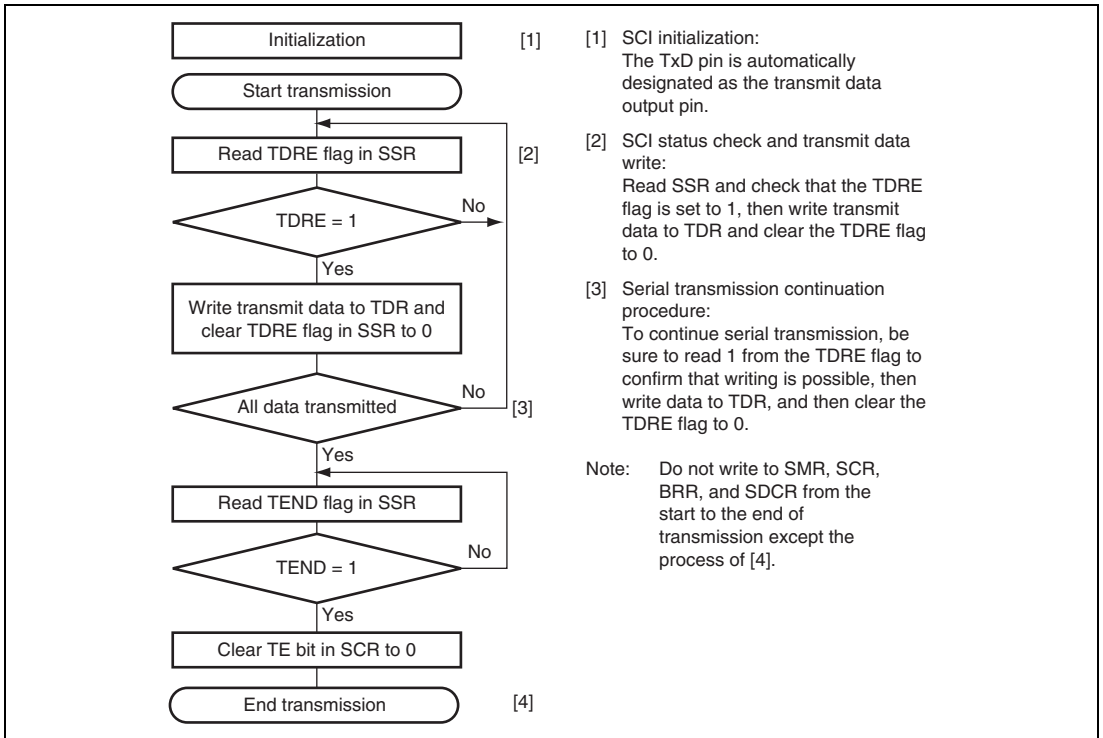 Initialization [1]
Start transmission
Read TDRE flag in SSR [2]
No
TDRE = 1
Yes
Write transmit data to TDR and
clear TDRE flag in SSR to 0
No
All data transmitted [3]
Yes
Read TEND flag in SSR
No
TEND = 1
Yes
Clear TE bit in SCR to 0
End transmission [4]
[1] SCI initialization:
The TxD pin is automatically
designated as the transmit data
output pin.
[2] SCI status check and transmit data
write:
Read SSR and check that the TDRE
flag is set to 1, then write transmit
data to TDR and clear the TDRE flag
to 0.
[3] Serial transmission continuation
procedure:
To continue serial transmission, be
sure to read 1 from the TDRE flag to
confirm that writing is possible, then
write data to TDR, and then clear the
TDRE flag to 0.
Note: Do not write to SMR, SCR,
BRR, and SDCR from the
start to the end of
transmission except the
process of [4].